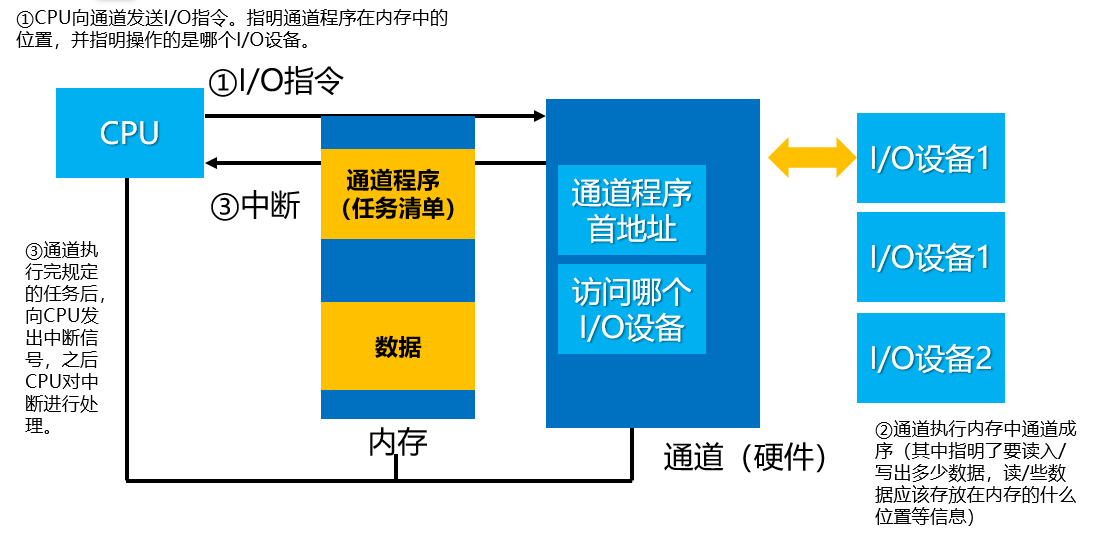 ①CPU向通道发送I/O指令。指明通道程序在内存中的
位置，并指明操作的是哪个I/O设备。
①I/O指令
CPU
③中断
通道程序
（任务清单）
数据
内存
通道程序
首地址
访问哪个
I/O设备
通道（硬件）
I/O设备1
I/O设备1
I/O设备2
③通道执
行完规定
的任务后，
向CPU发
出中断信
号，之后
CPU对中
断进行处
理。
②通道执行内存中通道成
序（其中指明了要读入/
写出多少数据，读/些数
据应该存放在内存的什么
位置等信息）